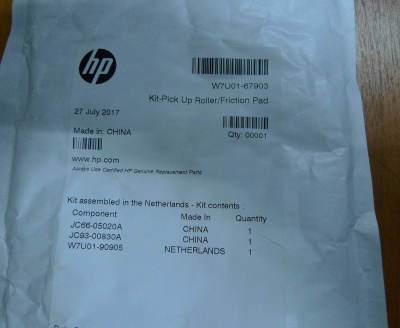 hp
W7U01-67903
Kit-Pick Up Roller/Friction Pad
27 July 2017
Made in: CHINA
Qty: 00001
www.hp.com
Always Use Certified HP Genuine Replacement Parts
Kit assembled in the Netherlands - Kit contents :
Component Made In Quantity
JC66-05020A CHINA 1
JC93-00830A CHINA 1
W7U01-90905 NETHERLANDS 1